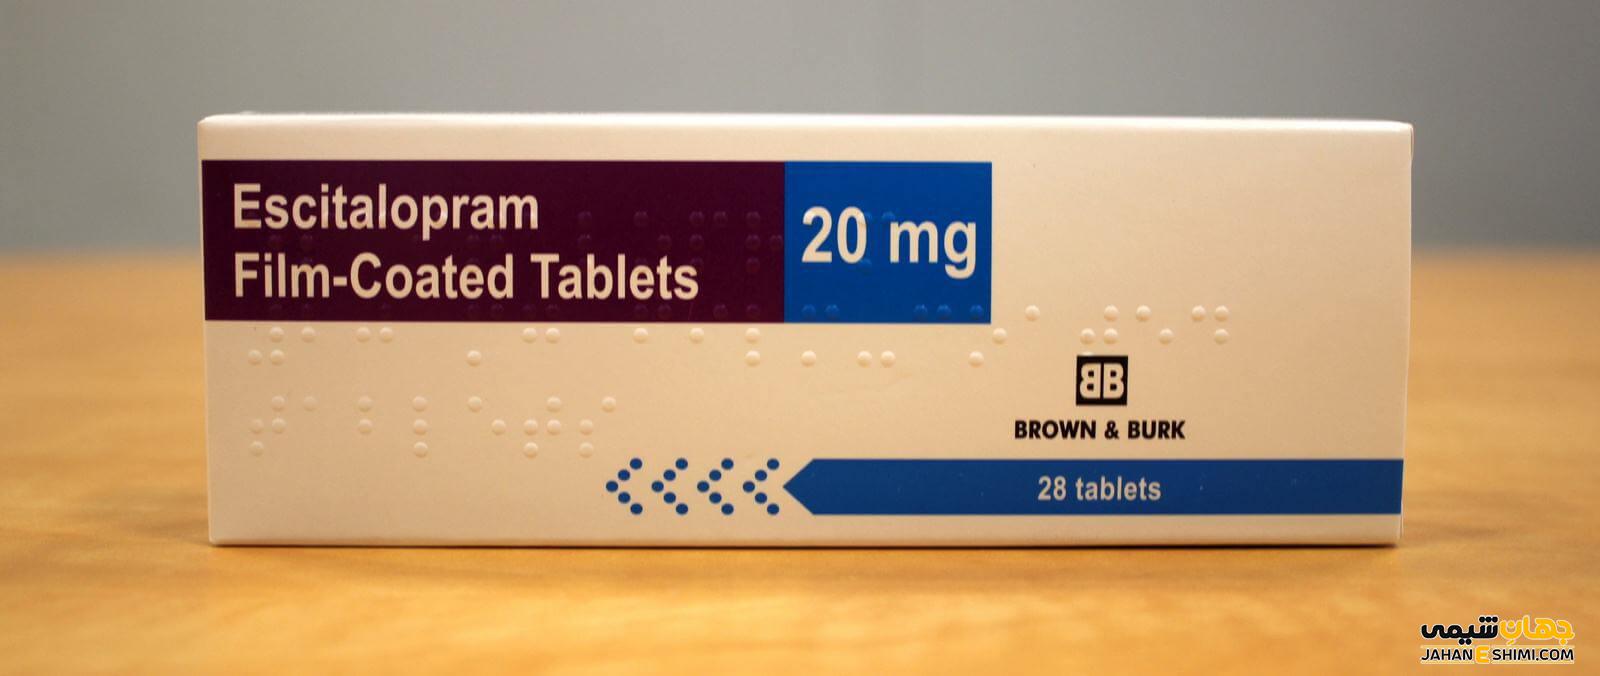 Escitalopram
Film-Coated Tablets
20 mg
BB
BROWN & BURK
28 tablets
جهان شیمی
JAHANESHIMI.COM